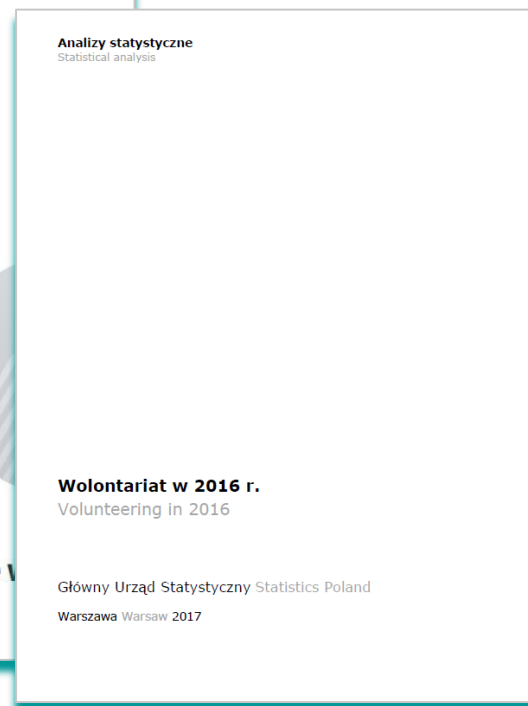 Analizy statystyczne
Statistical analysis
Wolontariat w 2016 r.
Volunteering in 2016
Główny Urząd Statystyczny Statistics Poland
Warszawa Warsaw 2017